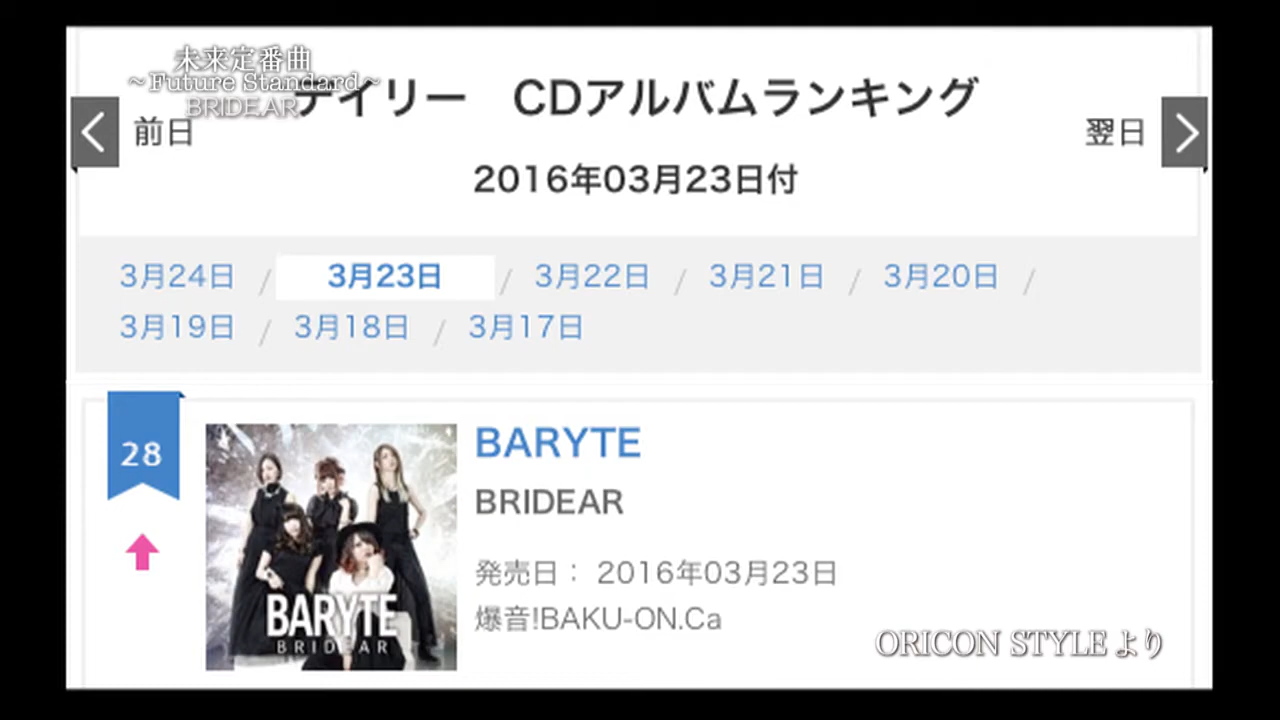 未来定番曲
～Future Standard～
BRIDEAR
デイリー　CDアルバムランキング
前日
翌日
2016年03月23日付
3月24日 / 3月23日 / 3月22日 / 3月21日 / 3月20日 /
3月19日 / 3月18日 / 3月17日
28
BARYTE
BRIDEAR
発売日： 2016年03月23日
爆音!BAKU-ON.Ca
BARYTE
BRIDEAR
ORICON STYLEより